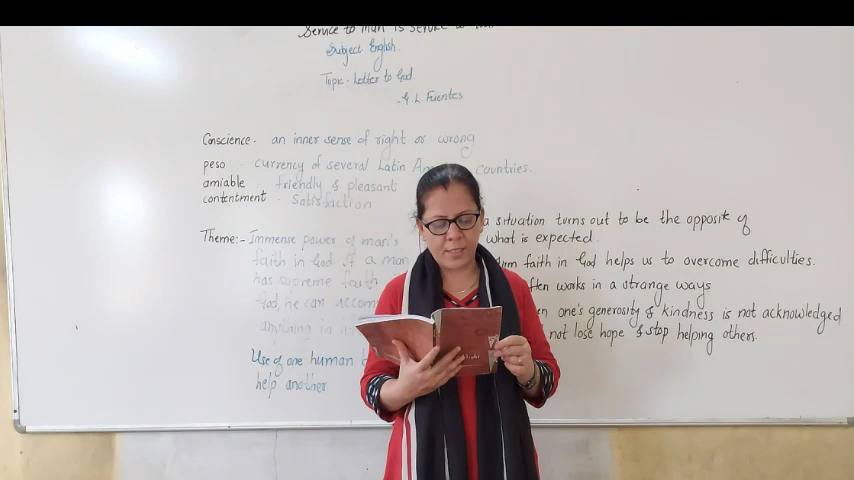 Service to man is service to
Subject English.
Topic - Letter to God.
- G. L. Fuentes
Conscience - an inner sense of right or wrong
peso - currency of several Latin Am countries.
amiable friendly & pleasant
contentment - Satisfaction
Theme:- Immense power of man's
faith in God. If a man
has supreme faith
God, he can accom
anything in
Use of one human
help another
a situation turns out to be the opposite of
what is expected.
faith in God helps us to overcome difficulties.
often works in a strange ways
one's generosity & kindness is not acknowledged
not lose hope & stop helping others.